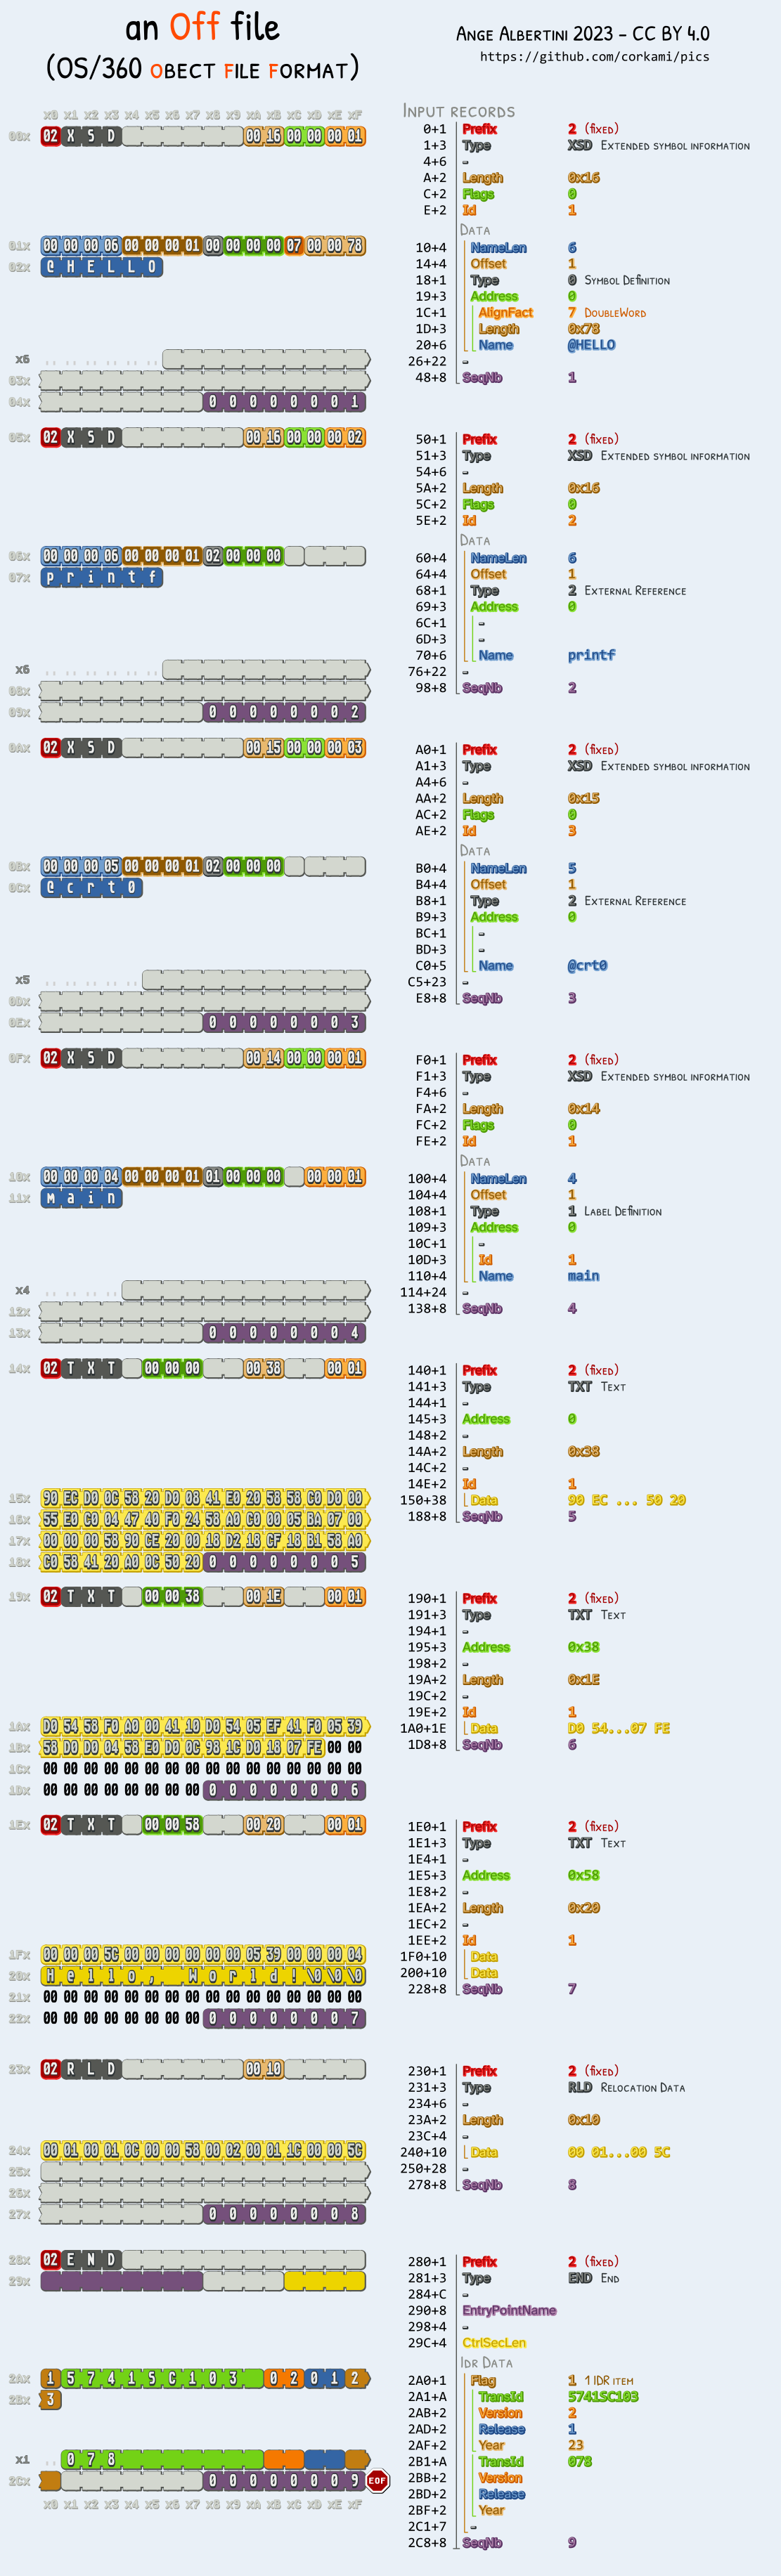 an Off file
(OS/360 OBECT FILE FORMAT)
ANGE ALBERTINI 2023 – CC BY 4.0
https://github.com/corkami/pics
x0 x1 x2 x3 x4 x5 x6 x7 x8 x9 xA xB xC xD xE xF
00x 02 X S D 00 16 00 00 00 01
01x 00 00 00 06 00 00 00 01 00 00 00 00 07 00 00 78
02x @ H E L L O
x6 .. .. .. .. .. ..
03x
04x 0 0 0 0 0 0 0 1
05x 02 X S D 00 16 00 00 00 02
06x 00 00 00 06 00 00 00 01 02 00 00 00
07x p r i n t f
x6 .. .. .. .. .. ..
08x
09x 0 0 0 0 0 0 0 2
0Ax 02 X S D 00 15 00 00 00 03
0Bx 00 00 00 05 00 00 00 01 02 00 00 00
0Cx @ c r t 0
x5 .. .. .. .. ..
0Dx
0Ex 0 0 0 0 0 0 0 3
0Fx 02 X S D 00 14 00 00 00 01
10x 00 00 00 04 00 00 00 01 01 00 00 00 00 00 01
11x m a i n
x4 .. .. .. ..
12x
13x 0 0 0 0 0 0 0 4
14x 02 T X T 00 00 00 00 38 00 01
15x 90 EC D0 0C 58 20 D0 08 41 E0 20 58 58 C0 D0 00
16x 55 E0 C0 04 47 40 F0 24 58 A0 C0 00 05 BA 07 00
17x 00 00 00 58 90 CE 20 00 18 D2 18 CF 18 B1 58 A0
18x C0 58 41 20 A0 0C 50 20 0 0 0 0 0 0 0 5
19x 02 T X T 00 00 38 00 1E 00 01
1Ax D0 54 58 F0 A0 00 41 10 D0 54 05 EF 41 F0 05 39
1Bx 58 D0 D0 04 58 E0 D0 0C 98 1C D0 18 07 FE 00 00
1Cx 00 00 00 00 00 00 00 00 00 00 00 00 00 00 00 00
1Dx 00 00 00 00 00 00 00 00 0 0 0 0 0 0 0 6
1Ex 02 T X T 00 00 58 00 20 00 01
1Fx 00 00 00 5C 00 00 00 00 00 00 05 39 00 00 00 04
20x H e l l o , W o r l d ! \0 \0 \0
21x 00 00 00 00 00 00 00 00 00 00 00 00 00 00 00 00
22x 00 00 00 00 00 00 00 00 0 0 0 0 0 0 0 7
23x 02 R L D 00 10
24x 00 01 00 01 0C 00 00 58 00 02 00 01 1C 00 00 5C
25x
26x
27x 0 0 0 0 0 0 0 8
28x 02 E N D
29x
2Ax 1 5 7 4 1 S C 1 0 3 0 2 0 1 2
2Bx 3
x1 .. 0 7 8
2Cx 0 0 0 0 0 0 0 9 EOF
x0 x1 x2 x3 x4 x5 x6 x7 x8 x9 xA xB xC xD xE xF
INPUT RECORDS
0+1 Prefix 2 (FIXED)
1+3 Type XSD EXTENDED SYMBOL INFORMATION
4+6 -
A+2 Length 0x16
C+2 Flags 0
E+2 Id 1
DATA
10+4 NameLen 6
14+4 Offset 1
18+1 Type 0 SYMBOL DEFINITION
19+3 Address 0
1C+1 AlignFact 7 DOUBLEWORD
1D+3 Length 0x78
20+6 Name @HELLO
26+22 -
48+8 SeqNb 1
50+1 Prefix 2 (FIXED)
51+3 Type XSD EXTENDED SYMBOL INFORMATION
54+6 -
5A+2 Length 0x16
5C+2 Flags 0
5E+2 Id 2
DATA
60+4 NameLen 6
64+4 Offset 1
68+1 Type 2 EXTERNAL REFERENCE
69+3 Address 0
6C+1 -
6D+3 -
70+6 Name printf
76+22 -
98+8 SeqNb 2
A0+1 Prefix 2 (FIXED)
A1+3 Type XSD EXTENDED SYMBOL INFORMATION
A4+6 -
AA+2 Length 0x15
AC+2 Flags 0
AE+2 Id 3
DATA
B0+4 NameLen 5
B4+4 Offset 1
B8+1 Type 2 EXTERNAL REFERENCE
B9+3 Address 0
BC+1 -
BD+3 -
C0+5 Name @crt0
C5+23 -
E8+8 SeqNb 3
F0+1 Prefix 2 (FIXED)
F1+3 Type XSD EXTENDED SYMBOL INFORMATION
F4+6 -
FA+2 Length 0x14
FC+2 Flags 0
FE+2 Id 1
DATA
100+4 NameLen 4
104+4 Offset 1
108+1 Type 1 LABEL DEFINITION
109+3 Address 0
10C+1 -
10D+3 Id 1
110+4 Name main
114+24 -
138+8 SeqNb 4
140+1 Prefix 2 (FIXED)
141+3 Type TXT TEXT
144+1 -
145+3 Address 0
148+2 -
14A+2 Length 0x38
14C+2 -
14E+2 Id 1
150+38 Data 90 EC ... 50 20
188+8 SeqNb 5
190+1 Prefix 2 (FIXED)
191+3 Type TXT TEXT
194+1 -
195+3 Address 0x38
198+2 -
19A+2 Length 0x1E
19C+2 -
19E+2 Id 1
1A0+1E Data D0 54...07 FE
1D8+8 SeqNb 6
1E0+1 Prefix 2 (FIXED)
1E1+3 Type TXT TEXT
1E4+1 -
1E5+3 Address 0x58
1E8+2 -
1EA+2 Length 0x20
1EC+2 -
1EE+2 Id 1
1F0+10 Data
200+10 Data
228+8 SeqNb 7
230+1 Prefix 2 (FIXED)
231+3 Type RLD RELOCATION DATA
234+6 -
23A+2 Length 0x10
23C+4 -
240+10 Data 00 01...00 5C
250+28 -
278+8 SeqNb 8
280+1 Prefix 2 (FIXED)
281+3 Type END END
284+C -
290+8 EntryPointName
298+4 -
29C+4 CtrlSecLen
IDR DATA
2A0+1 Flag 1 1 IDR ITEM
2A1+A TransId 5741SC103
2AB+2 Version 2
2AD+2 Release 1
2AF+2 Year 23
2B1+A TransId 078
2BB+2 Version
2BD+2 Release
2BF+2 Year
2C1+7 -
2C8+8 SeqNb 9